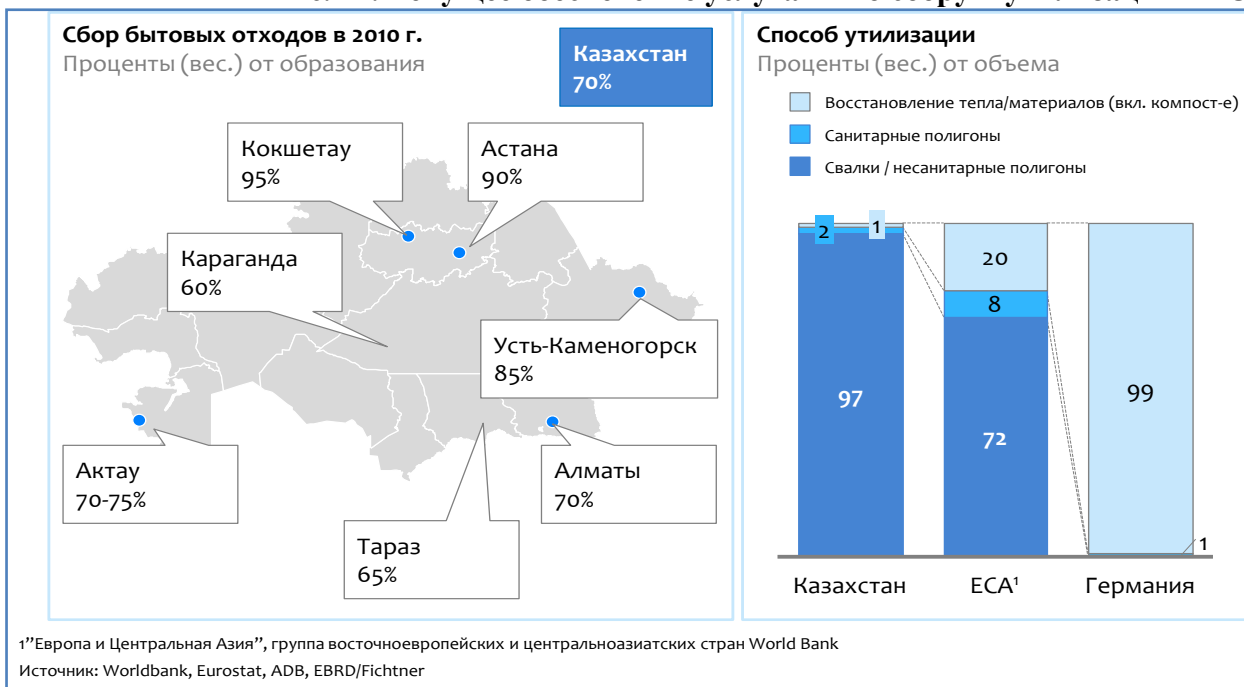 Сбор бытовых отходов в 2010 г.
Проценты (вес.) от образования
Казахстан
70%
Кокшетау
95%
Астана
90%
Караганда
60%
Усть-Каменогорск
85%
Актау
70-75%
Алматы
70%
Тараз
65%
Способ утилизации
Проценты (вес.) от объема
Восстановление тепла/материалов (вкл. компост-е)
Санитарные полигоны
Свалки / несанитарные полигоны
2
1
97
20
8
72
99
1
Казахстан
ECA¹
Германия
1"Европа и Центральная Азия", группа восточноевропейских и центральноазиатских стран World Bank
Источник: Worldbank, Eurostat, ADB, EBRD/Fichtner